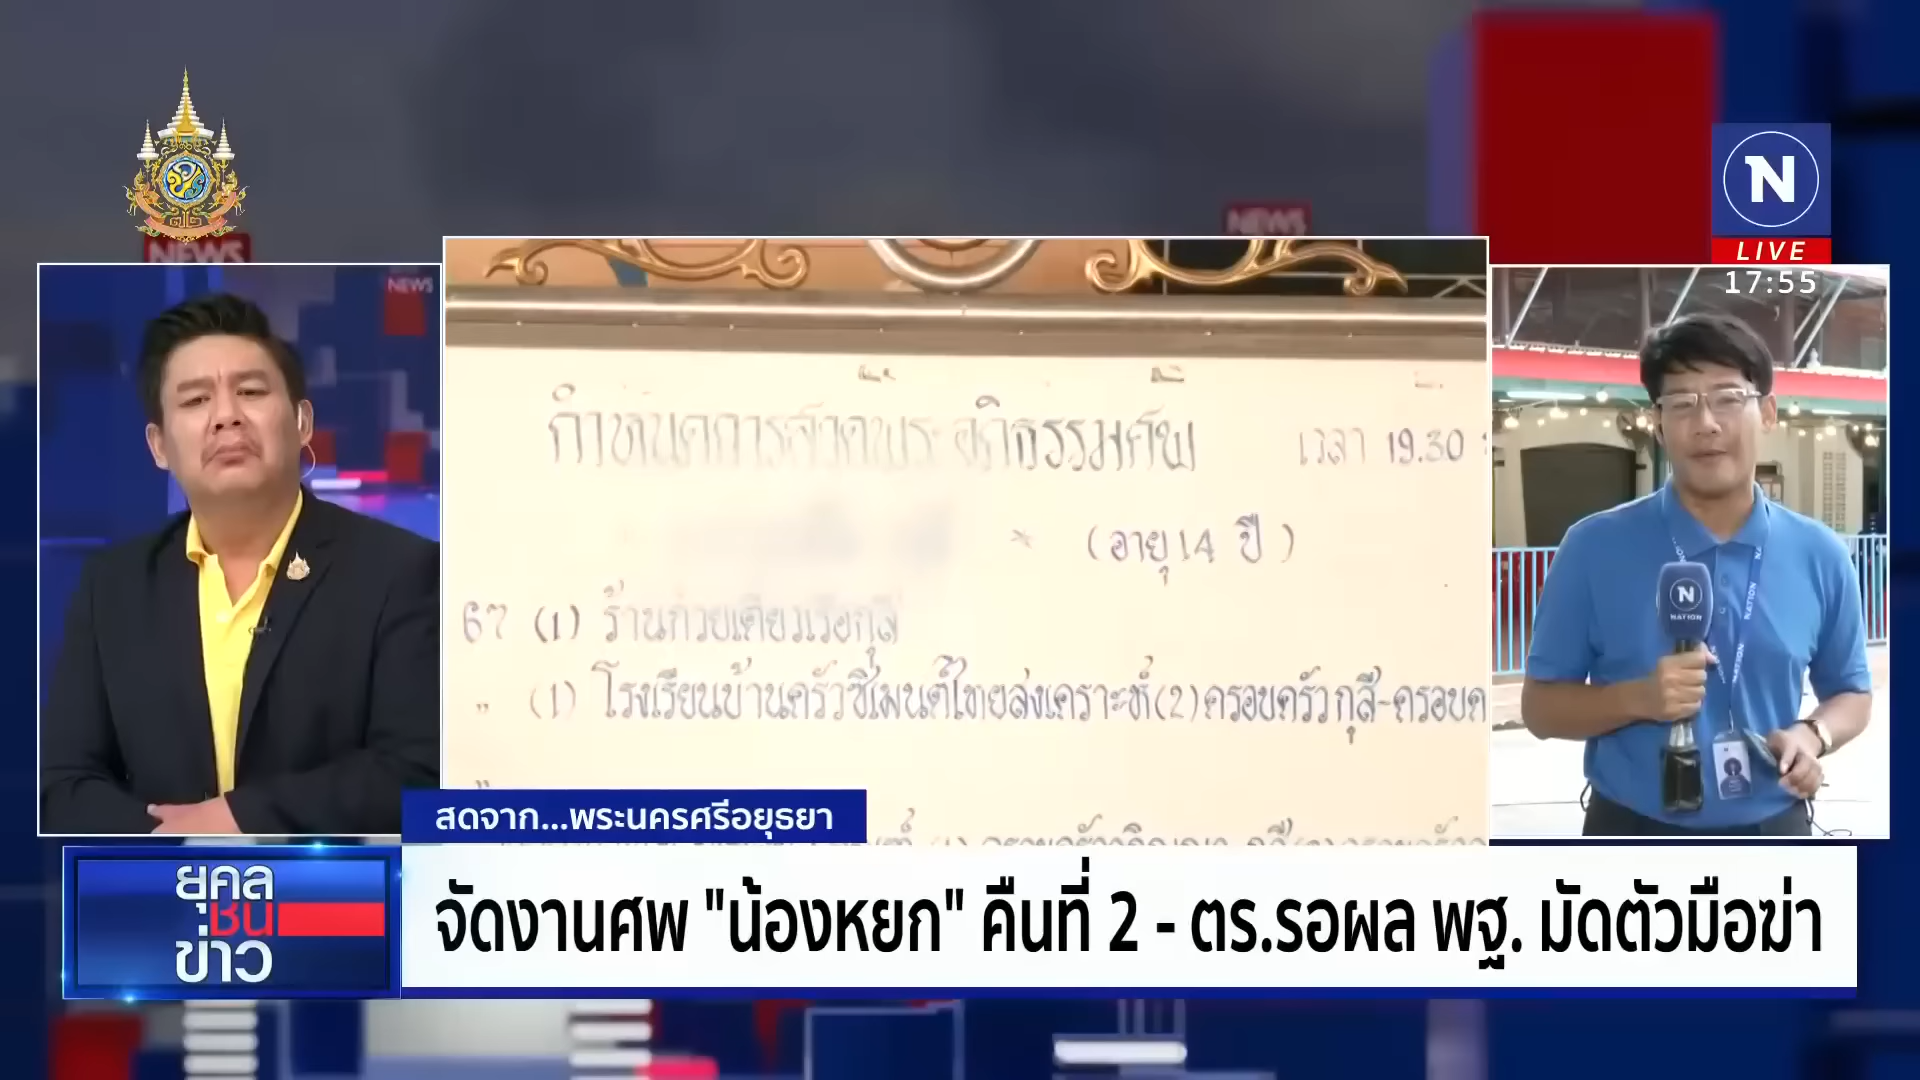 NEWS
NEWS
NEWS
N
LIVE
17:55
กำหนดการสวดพระอภิธรรมศพ เวลา 19.30
(อายุ 14 ปี)
67 (1) ร้านก๋วยเตี๋ยวเรือกุสี
" (1) โรงเรียนบ้านครัวซีเมนต์ไทยสงเคราะห์(2)ครอบครัวกุสี-ครอบค
N
NATION
NATION
สดจาก...พระนครศรีอยุธยา
ยุคล
ชน
ข่าว
จัดงานศพ "น้องหยก" คืนที่ 2 - ตร.รอผล พฐ. มัดตัวมือฆ่า